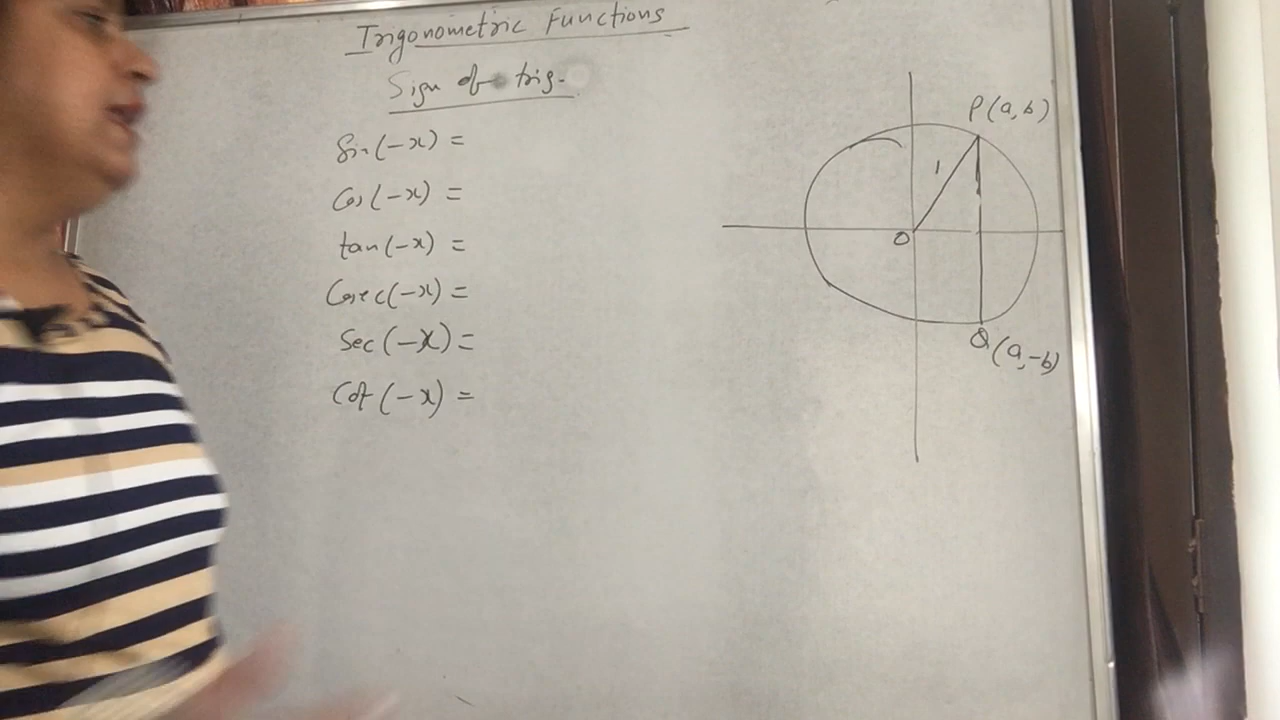 Trigonometric Functions
Sign of trig.
Sin(-x) =
Cos(-x) =
tan(-x) =
Cosec(-x) =
Sec(-x) =
Cot(-x) =
P(a,b)
1
O
Q(a,-b)